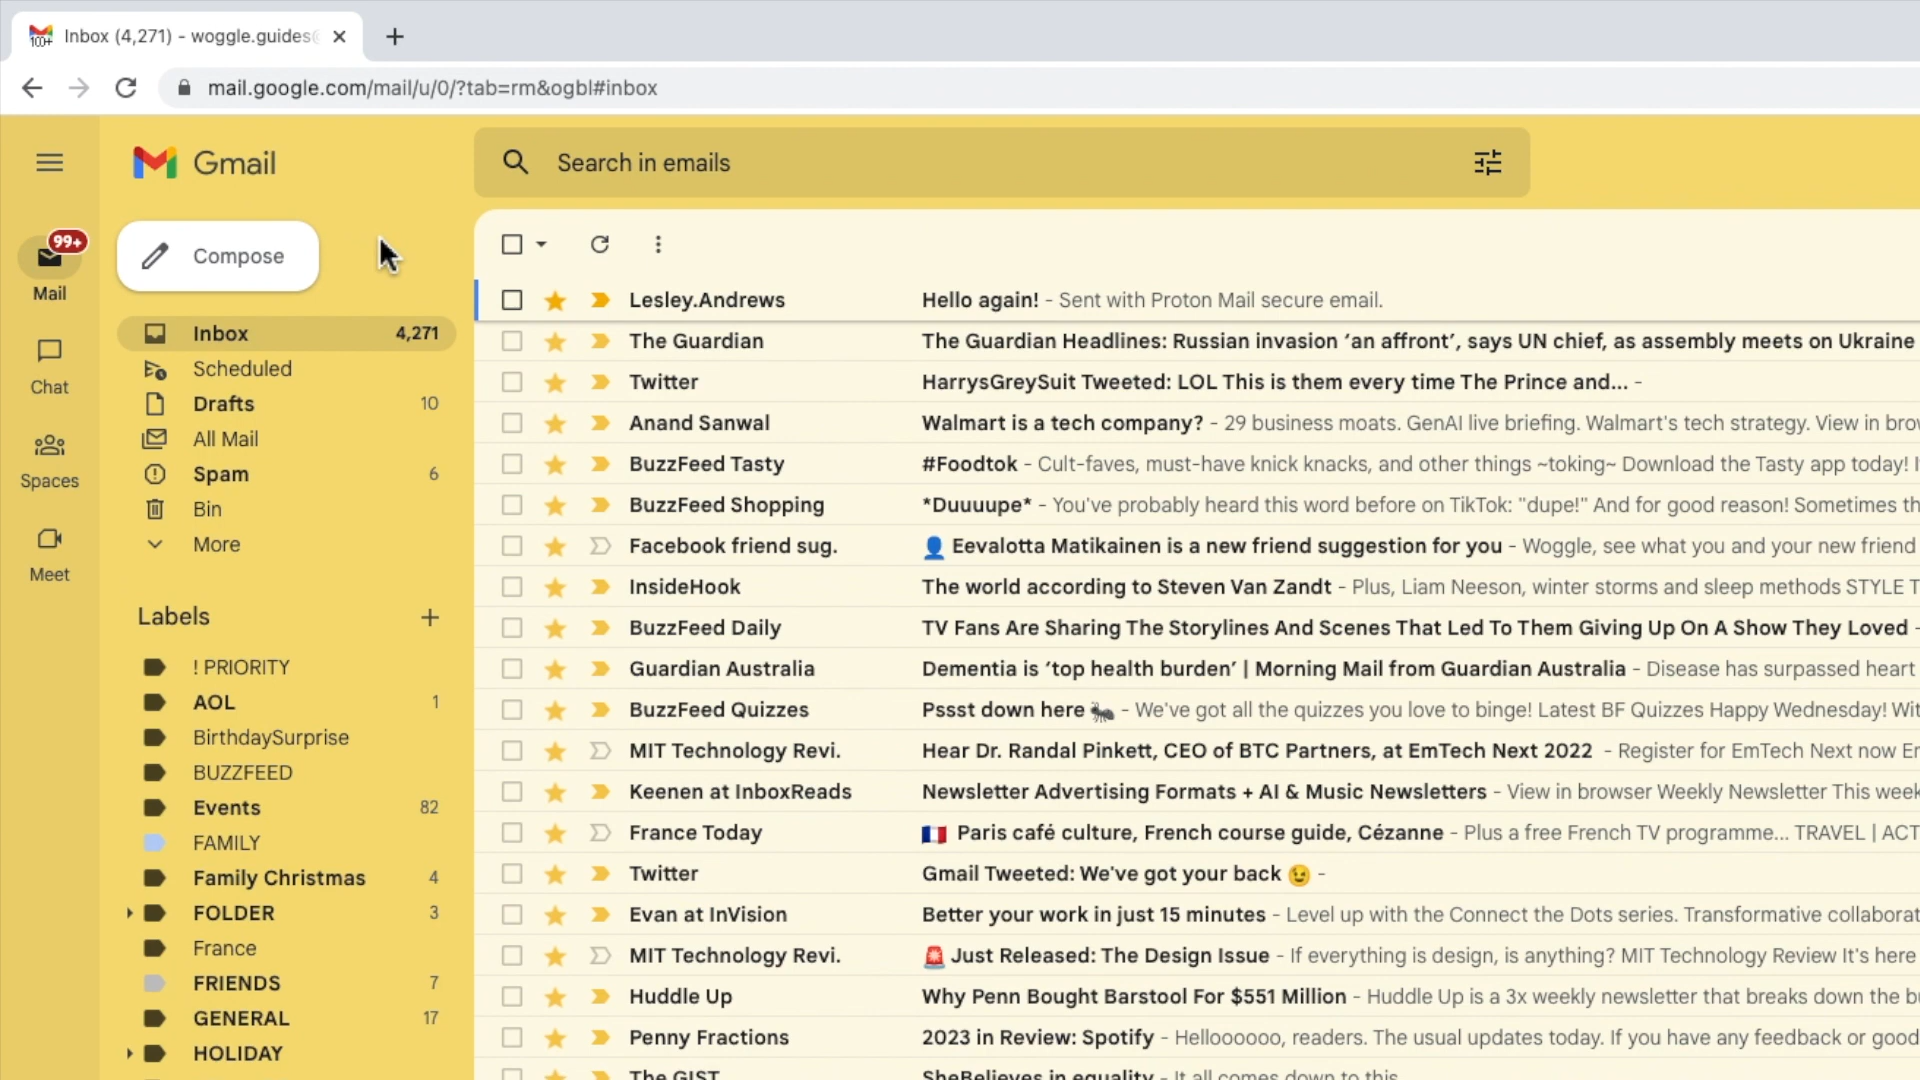 Inbox (4,271) - woggle.guides@
mail.google.com/mail/u/0/?tab=rm&ogbl#inbox
Gmail
Search in emails
99+
Mail
Chat
Spaces
Meet
Compose
Inbox 4,271
Scheduled
Drafts 10
All Mail
Spam 6
Bin
More
Labels
! PRIORITY
AOL 1
BirthdaySurprise
BUZZFEED
Events 82
FAMILY
Family Christmas 4
FOLDER 3
France
FRIENDS 7
GENERAL 17
HOLIDAY
Lesley.Andrews Hello again! - Sent with Proton Mail secure email.
The Guardian The Guardian Headlines: Russian invasion ‘an affront’, says UN chief, as assembly meets on Ukraine
Twitter HarrysGreySuit Tweeted: LOL This is them every time The Prince and... -
Anand Sanwal Walmart is a tech company? - 29 business moats. GenAI live briefing. Walmart's tech strategy. View in brow
BuzzFeed Tasty #Foodtok - Cult-faves, must-have knick knacks, and other things ~toking~ Download the Tasty app today!
BuzzFeed Shopping *Duuuupe* - You've probably heard this word before on TikTok: "dupe!" And for good reason! Sometimes th
Facebook friend sug. 👤 Eevalotta Matikainen is a new friend suggestion for you - Woggle, see what you and your new friend
InsideHook The world according to Steven Van Zandt - Plus, Liam Neeson, winter storms and sleep methods STYLE T
BuzzFeed Daily TV Fans Are Sharing The Storylines And Scenes That Led To Them Giving Up On A Show They Loved -
Guardian Australia Dementia is ‘top health burden’ | Morning Mail from Guardian Australia - Disease has surpassed heart
BuzzFeed Quizzes Pssst down here 🐜 - We've got all the quizzes you love to binge! Latest BF Quizzes Happy Wednesday! Wit
MIT Technology Revi. Hear Dr. Randal Pinkett, CEO of BTC Partners, at EmTech Next 2022 - Register for EmTech Next now Em
Keenen at InboxReads Newsletter Advertising Formats + AI & Music Newsletters - View in browser Weekly Newsletter This week
France Today 🇫🇷 Paris café culture, French course guide, Cézanne - Plus a free French TV programme... TRAVEL | ACT
Twitter Gmail Tweeted: We've got your back 😉 -
Evan at InVision Better your work in just 15 minutes - Level up with the Connect the Dots series. Transformative collaborat
MIT Technology Revi. 🚨 Just Released: The Design Issue - If everything is design, is anything? MIT Technology Review It's here
Huddle Up Why Penn Bought Barstool For $551 Million - Huddle Up is a 3x weekly newsletter that breaks down the bu
Penny Fractions 2023 in Review: Spotify - Helloooooo, readers. The usual updates today. If you have any feedback or good
The GIST SheBelieves in equality - It all comes down to this